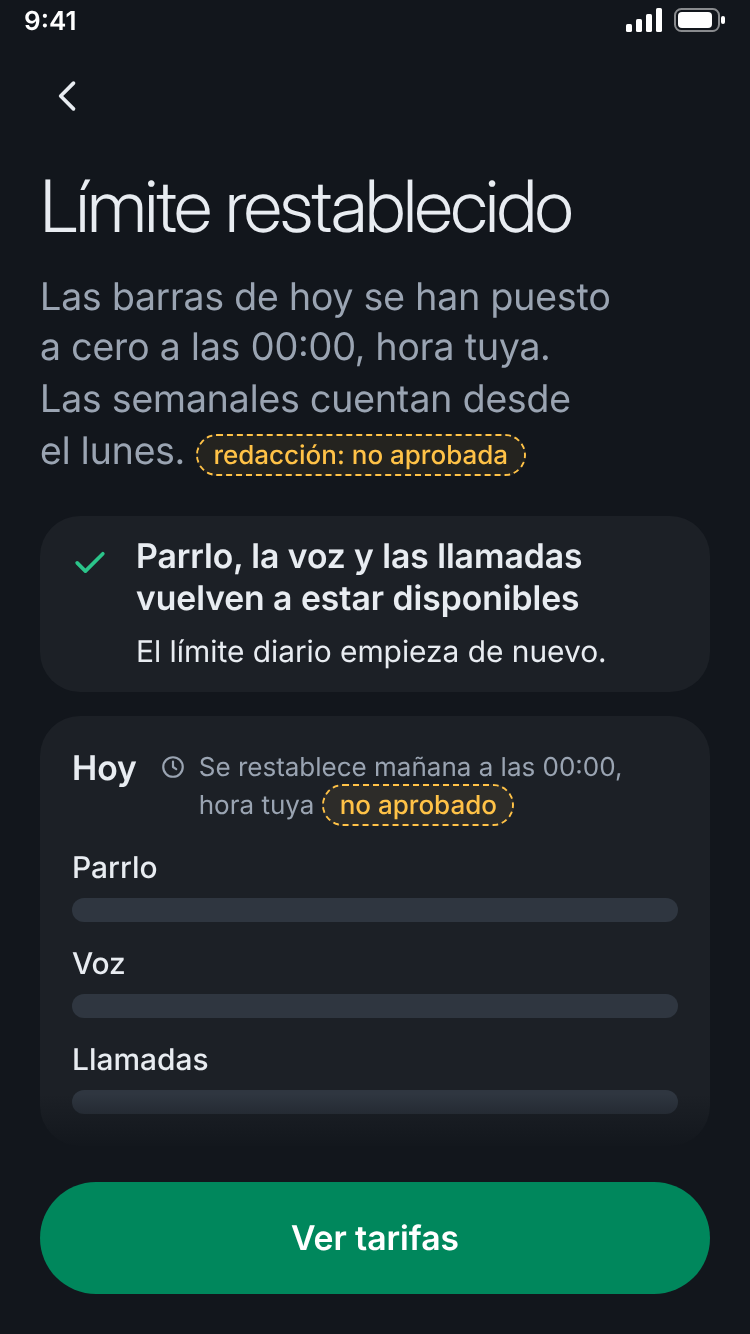 9:41
Límite restablecido
Las barras de hoy se han puesto
a cero a las 00:00, hora tuya.
Las semanales cuentan desde
el lunes. redacción: no aprobada
Parrlo, la voz y las llamadas
vuelven a estar disponibles
El límite diario empieza de nuevo.
Hoy Se restablece mañana a las 00:00,
hora tuya no aprobado
Parrlo
Voz
Llamadas
Ver tarifas